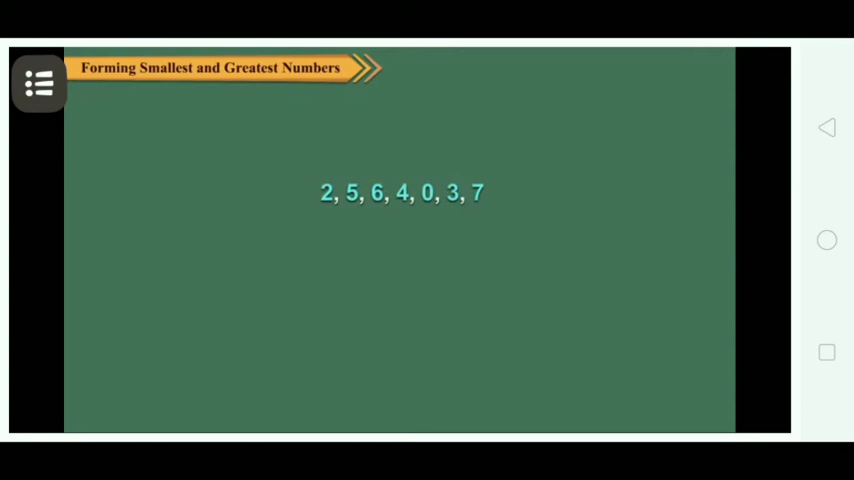 Forming Smallest and Greatest Numbers
2, 5, 6, 4, 0, 3, 7